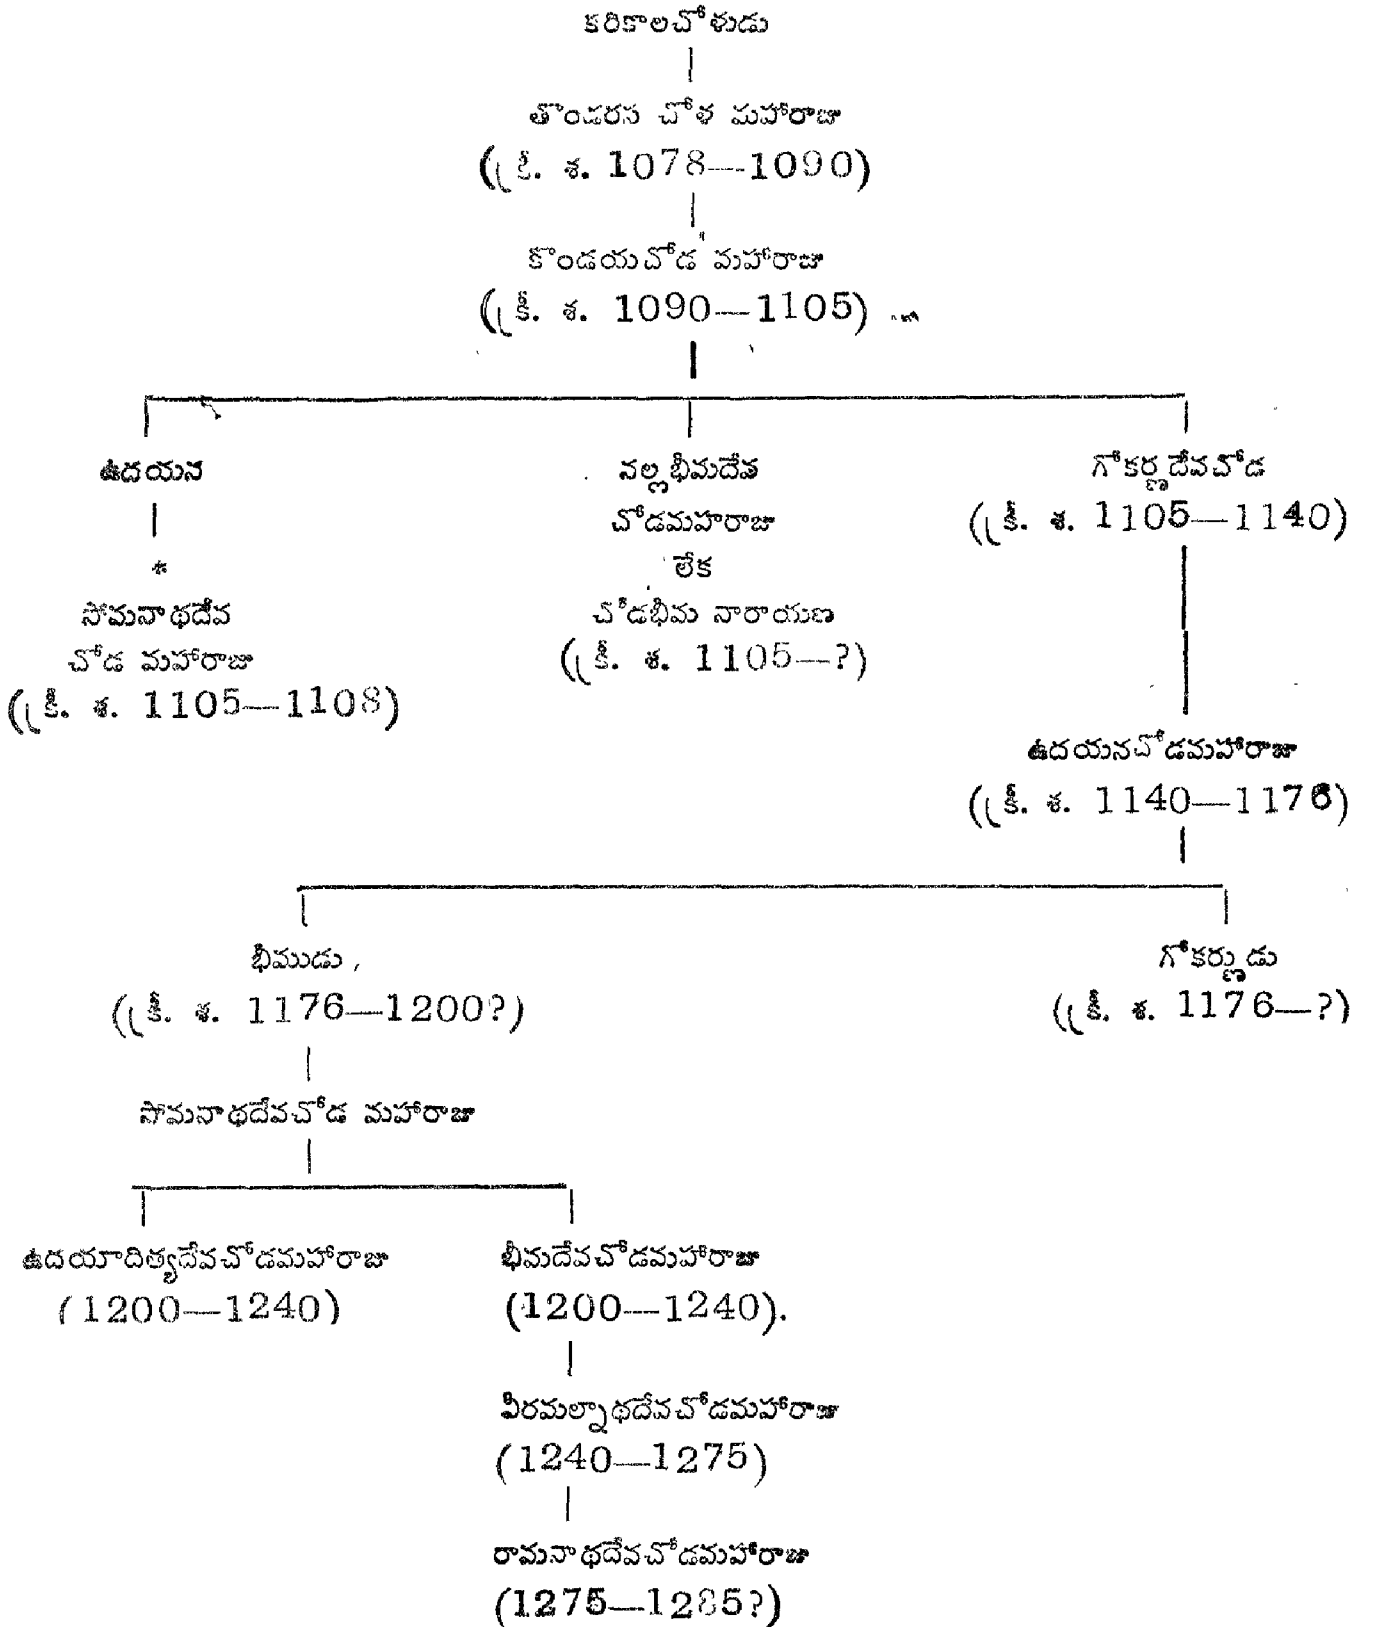 కరికాలచోళుడు
తొండరస చోళ మహారాజు
(క్రీ. శ. 1078—1090)
కొండయచోడ మహారాజు
(క్రీ. శ. 1090—1105)
ఉదయన
నల్లభీమదేవ
చోడమహరాజు
లేక
చోడభీమ నారాయణ
(క్రీ. శ. 1105—?)
గోకర్ణదేవచోడ
(క్రీ. శ. 1105—1140)
*
సోమనాథదేవ
చోడ మహారాజు
(క్రీ. శ. 1105—1108)
ఉదయనచోడమహారాజు
(క్రీ. శ. 1140—1176)
భీముడు
(క్రీ. శ. 1176—1200?)
గోకర్ణుడు
(క్రీ. శ. 1176—?)
సోమనాథదేవచోడ మహారాజు
ఉదయాదిత్యదేవచోడమహారాజు
(1200—1240)
భీమదేవచోడమహారాజు
(1200—1240).
వీరమల్నాథదేవచోడమహారాజు
(1240—1275)
రామనాథదేవచోడమహారాజు
(1275—1285?)